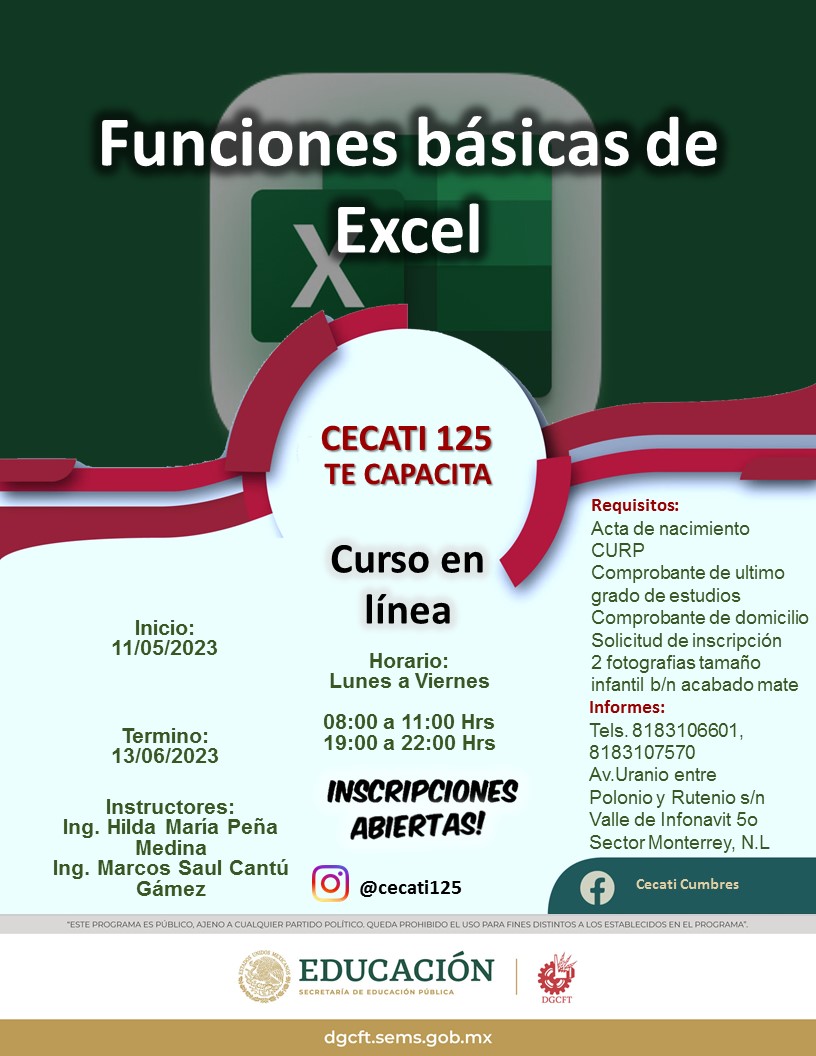 Funciones básicas de
Excel
X
CECATI 125
TE CAPACITA
Curso en
línea
Inicio:
11/05/2023
Termino:
13/06/2023
Instructores:
Ing. Hilda María Peña
Medina
Ing. Marcos Saul Cantú
Gámez
Horario:
Lunes a Viernes
08:00 a 11:00 Hrs
19:00 a 22:00 Hrs
INSCRIPCIONES
ABIERTAS!
@cecati125
Requisitos:
Acta de nacimiento
CURP
Comprobante de ultimo
grado de estudios
Comprobante de domicilio
Solicitud de inscripción
2 fotografias tamaño
infantil b/n acabado mate
Informes:
Tels. 8183106601,
8183107570
Av.Uranio entre
Polonio y Rutenio s/n
Valle de Infonavit 5o
Sector Monterrey, N.L
Cecati Cumbres
“ESTE PROGRAMA ES PÚBLICO, AJENO A CUALQUIER PARTIDO POLÍTICO. QUEDA PROHIBIDO EL USO PARA FINES DISTINTOS A LOS ESTABLECIDOS EN EL PROGRAMA”.
ESTADOS UNIDOS MEXICANOS
EDUCACIÓN
SECRETARÍA DE EDUCACIÓN PÚBLICA
DGCFT
dgcft.sems.gob.mx